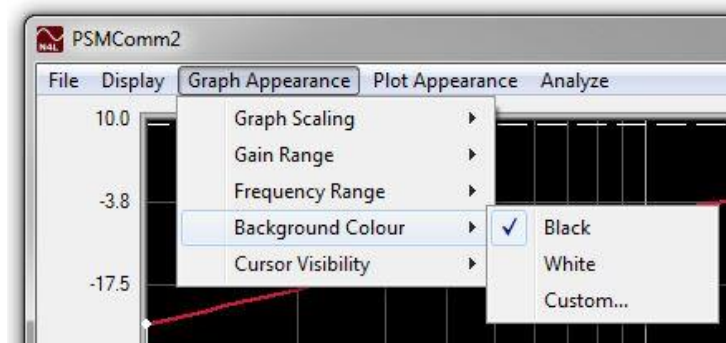 N4L PSMComm2
File Display Graph Appearance Plot Appearance Analyze
10.0
Graph Scaling
Gain Range
-3.8
Frequency Range
Background Colour
Black
-17.5
Cursor Visibility
White
Custom...